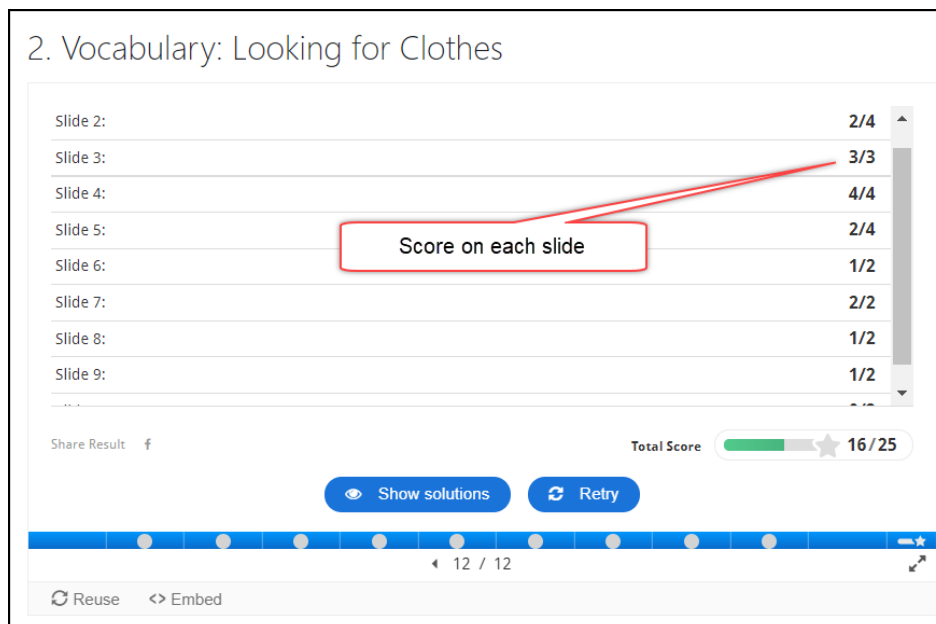 2. Vocabulary: Looking for Clothes
Slide 2: 2/4
Slide 3: 3/3
Slide 4: 4/4
Slide 5: 2/4
Score on each slide
Slide 6: 1/2
Slide 7: 2/2
Slide 8: 1/2
Slide 9: 1/2
Share Result f Total Score 16/25
Show solutions Retry
12 / 12
Reuse <> Embed